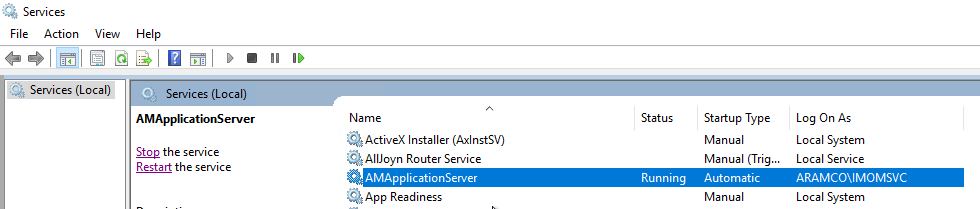 Services
File Action View Help
Services (Local)
Services (Local)
AMApplicationServer
Stop the service
Restart the service
Name Status Startup Type Log On As
ActiveX Installer (AxInstSV) Manual Local System
AllJoyn Router Service Manual (Trig... Local Service
AMApplicationServer Running Automatic ARAMCO\IMOMSVC
App Readiness Manual Local System